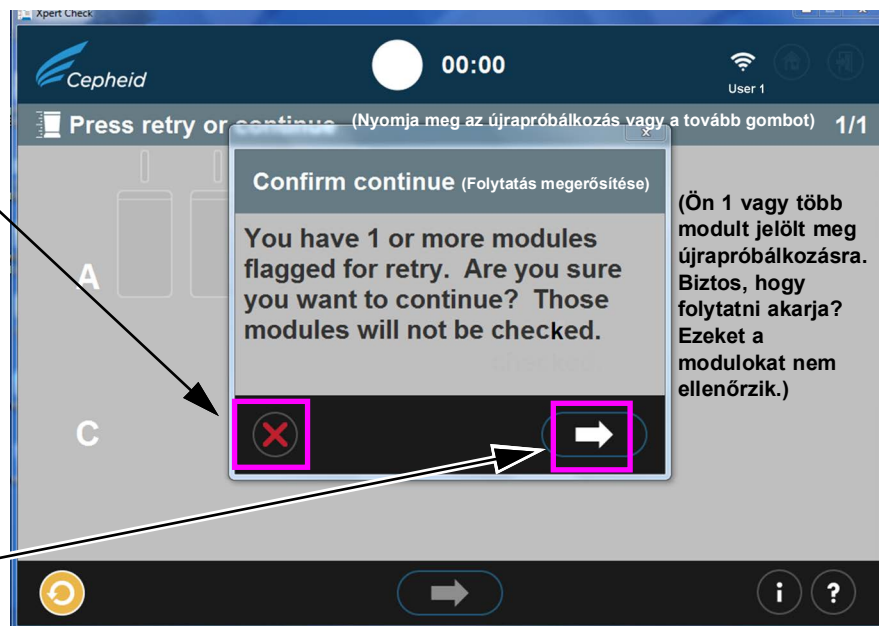 Xpert Check
Cepheid
00:00
User 1
Press retry or continue (Nyomja meg az újrapróbálkozás vagy a tovább gombot) 1/1
Confirm continue (Folytatás megerősítése)
You have 1 or more modules
flagged for retry. Are you sure
you want to continue? Those
modules will not be checked.
(Ön 1 vagy több
modult jelölt meg
újrapróbálkozásra.
Biztos, hogy
folytatni akarja?
Ezeket a
modulokat nem
ellenőrzik.)
A
C
i
?